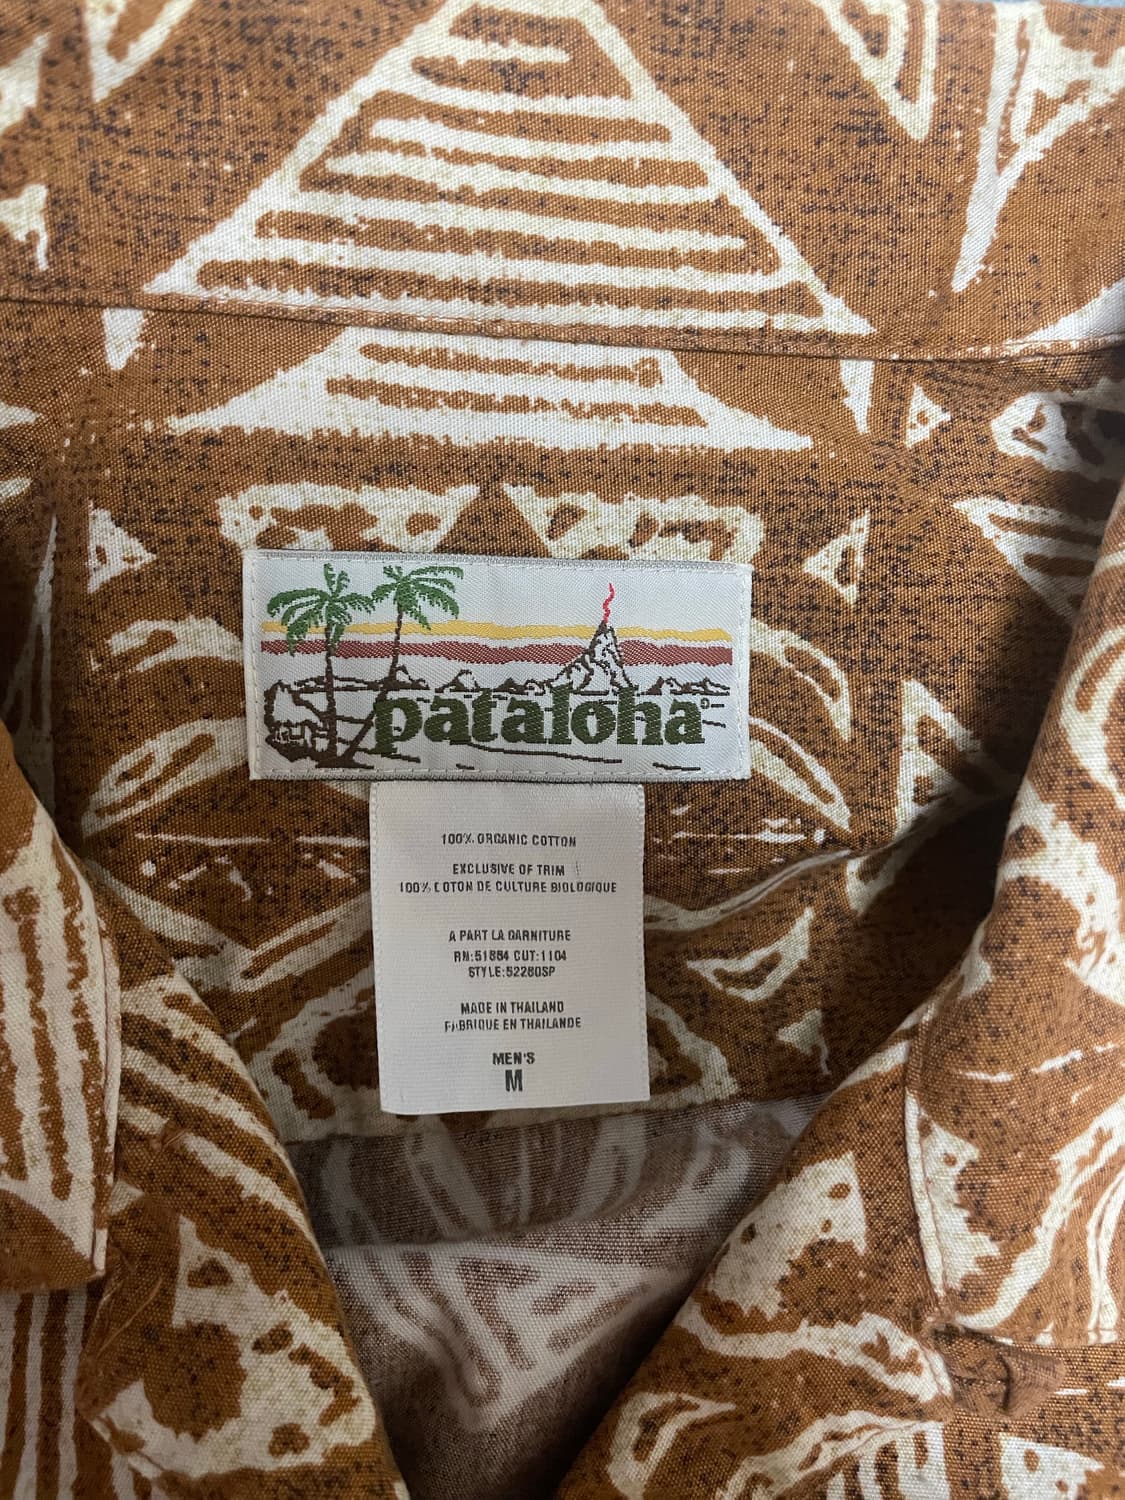 pataloha®
100% ORGANIC COTTON
EXCLUSIVE OF TRIM
100% COTON DE CULTURE BIOLOGIQUE
A PART LA GARNITURE
RN:51884 CUT:1104
STYLE:52280SP
MADE IN THAILAND
FABRIQUE EN THAILANDE
MEN'S
M